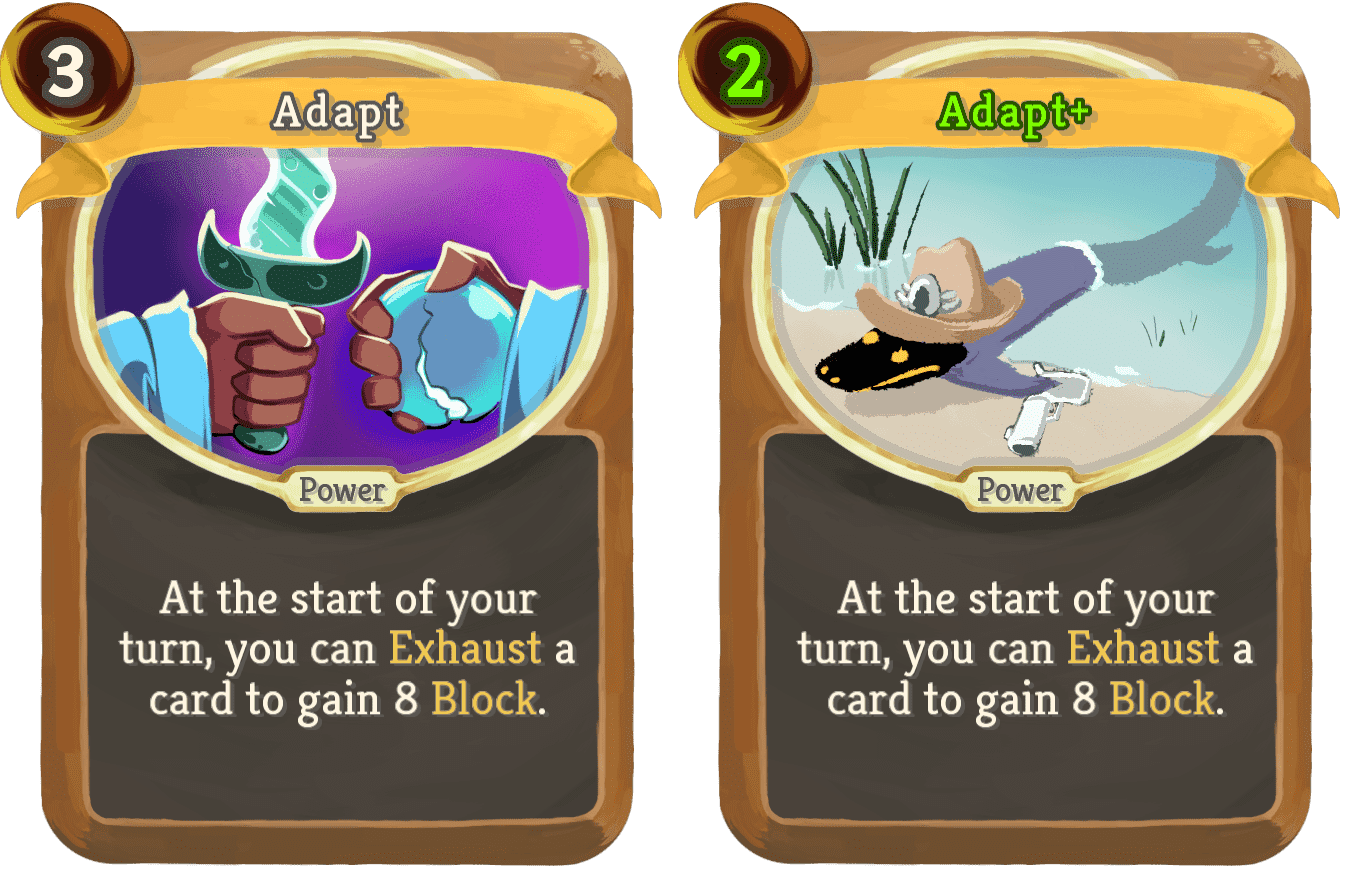 3
Adapt
Power
At the start of your
turn, you can Exhaust a
card to gain 8 Block.
2
Adapt+
Power
At the start of your
turn, you can Exhaust a
card to gain 8 Block.